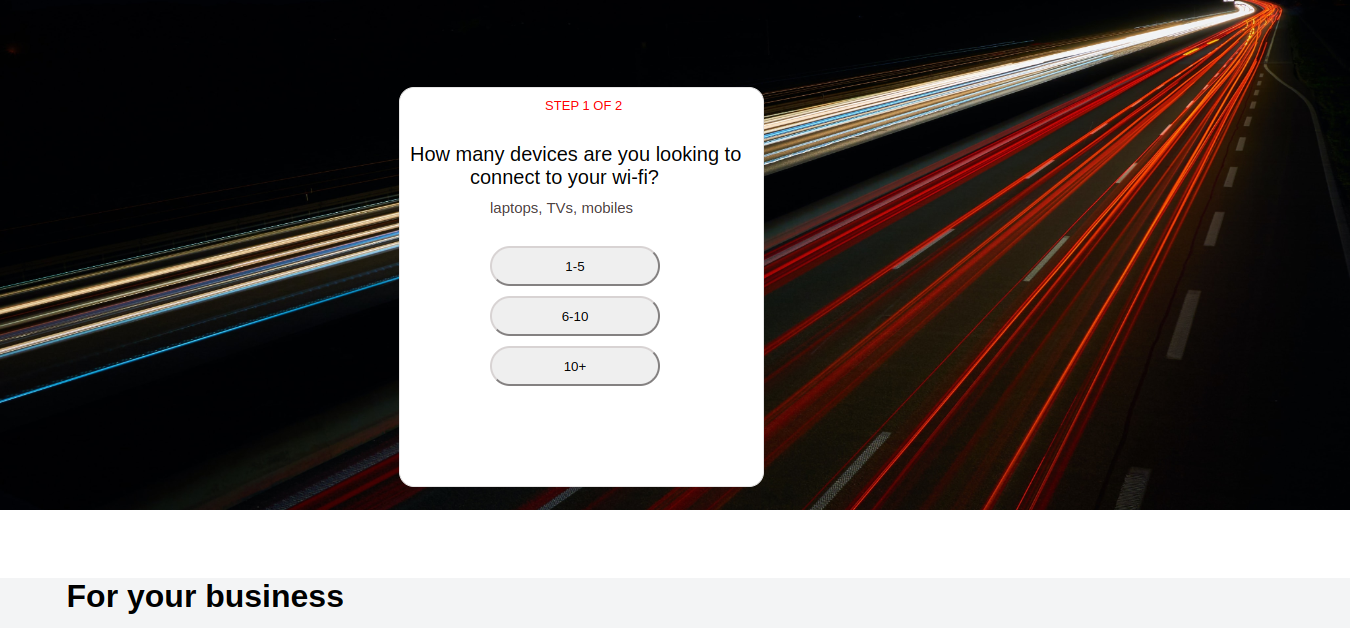 STEP 1 OF 2
How many devices are you looking to
connect to your wi-fi?
laptops, TVs, mobiles
1-5
6-10
10+
For your business